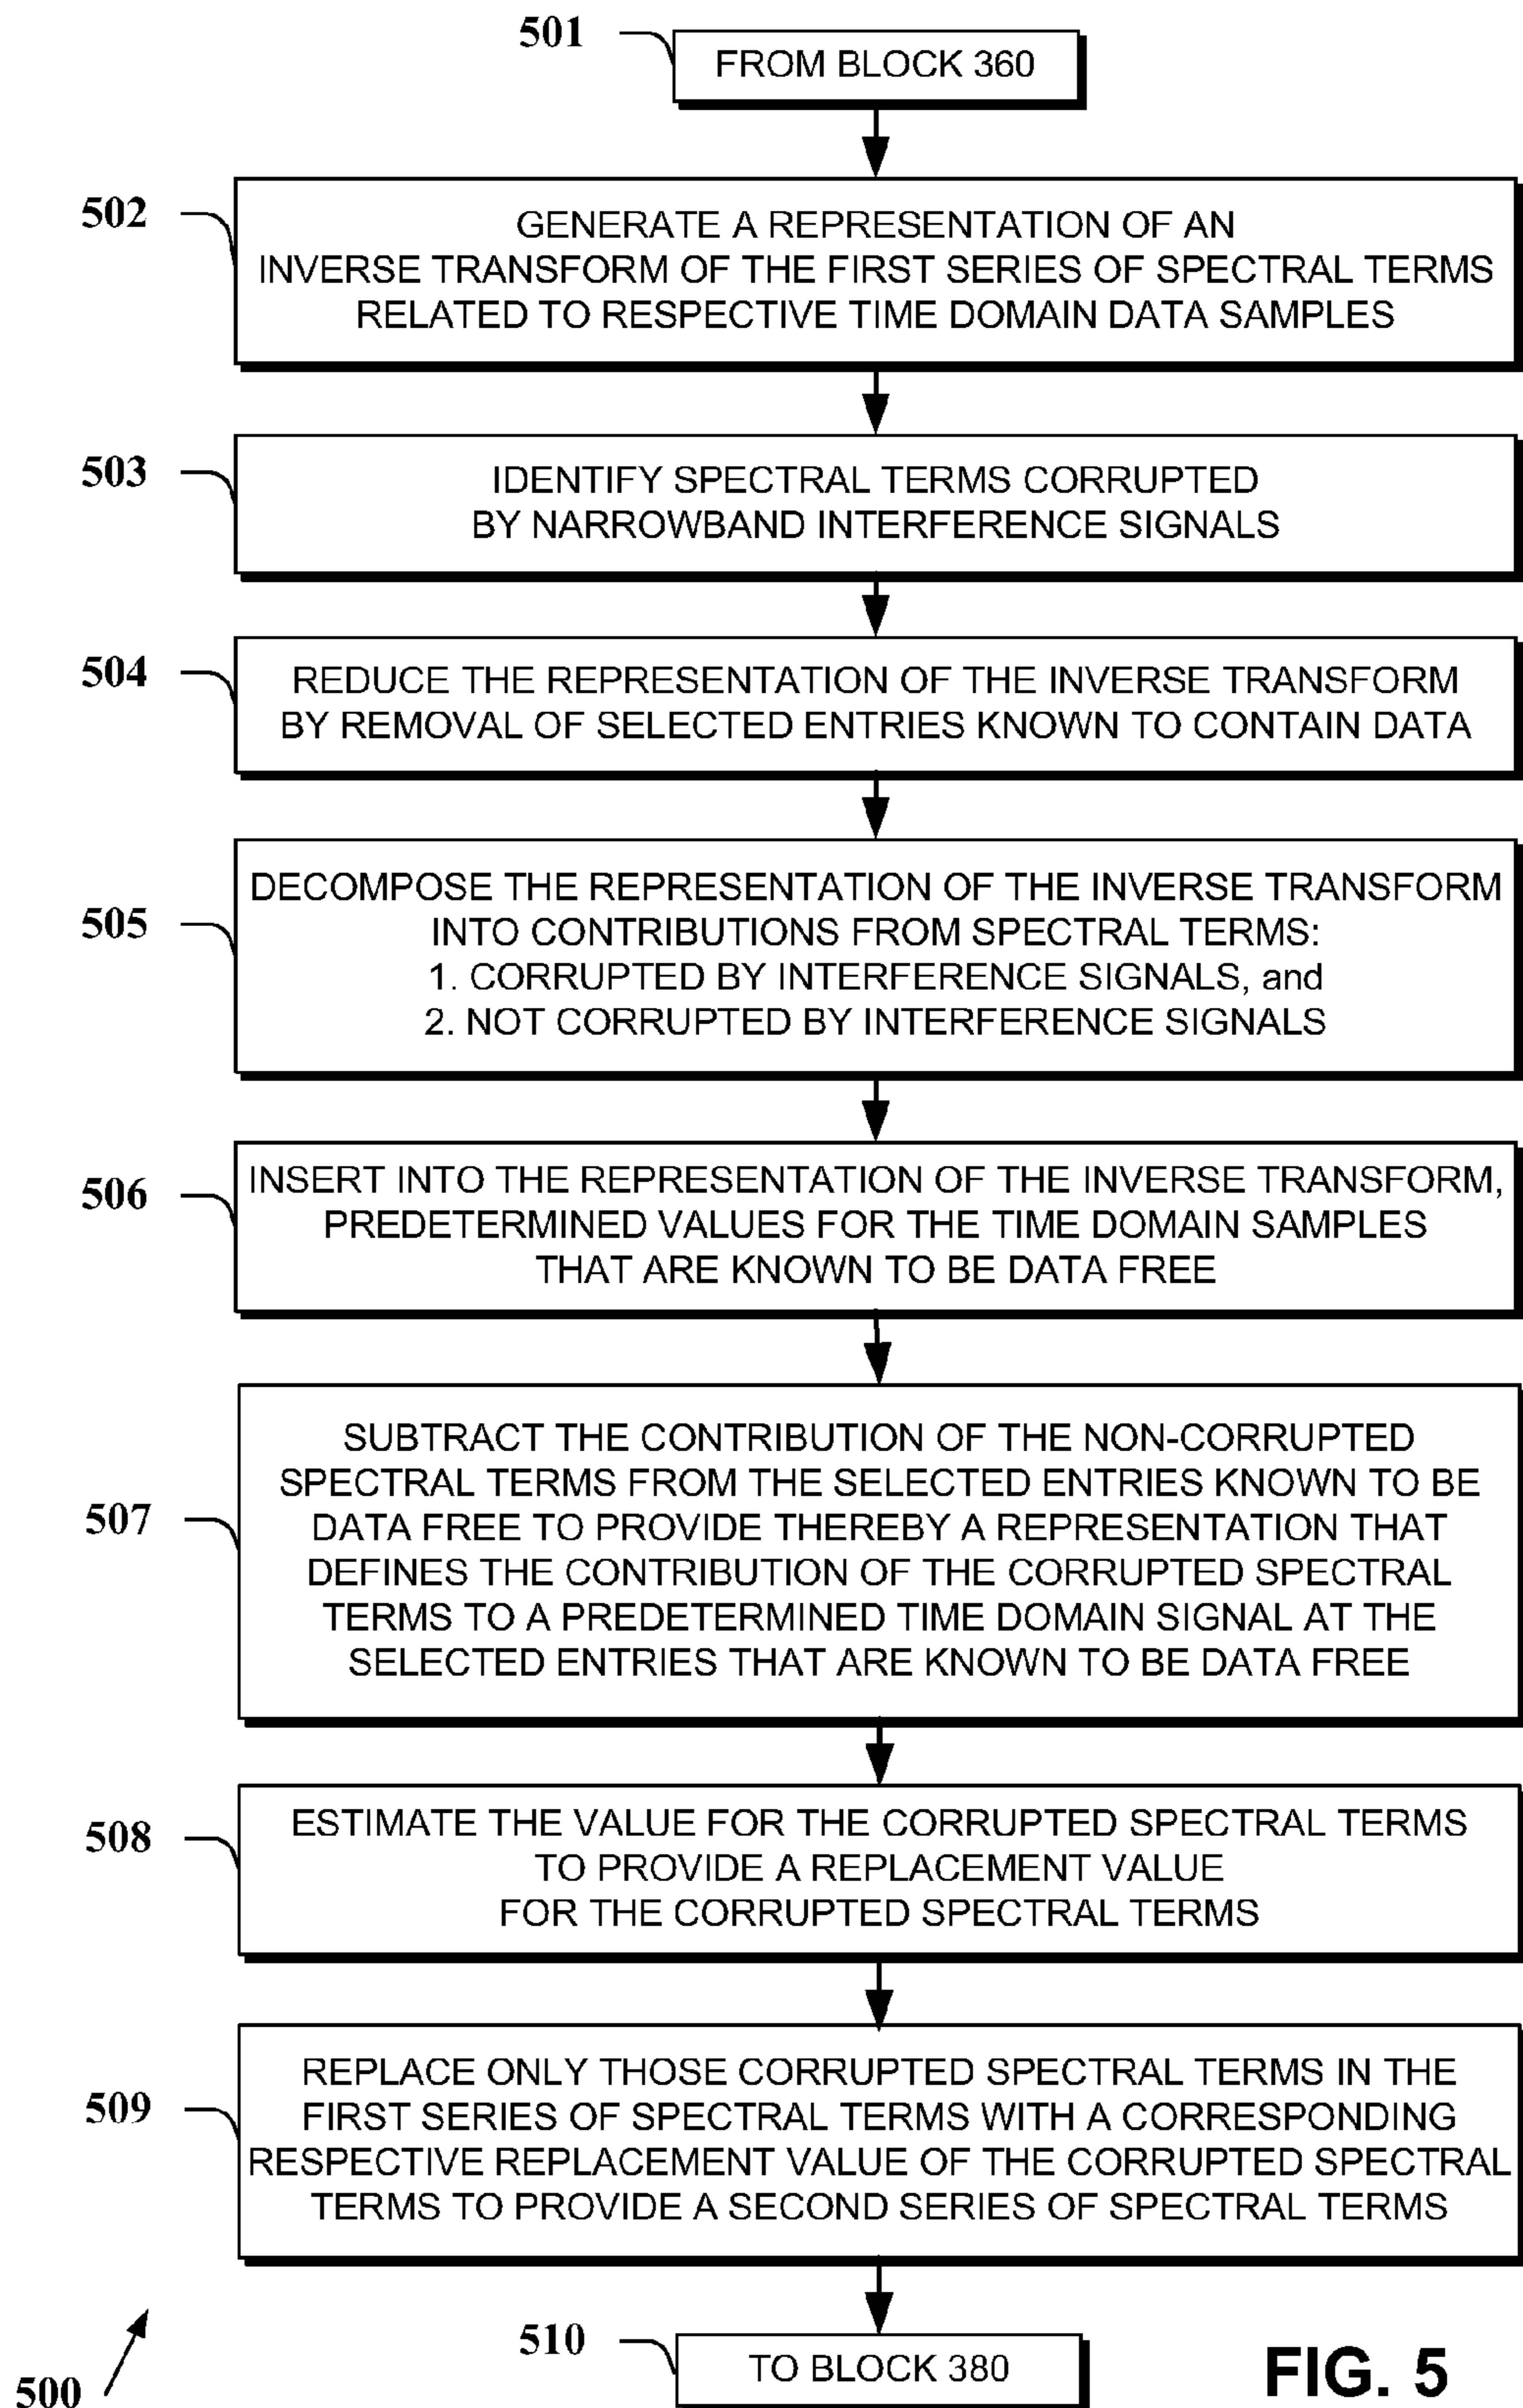 501
FROM BLOCK 360
502
GENERATE A REPRESENTATION OF AN
INVERSE TRANSFORM OF THE FIRST SERIES OF SPECTRAL TERMS
RELATED TO RESPECTIVE TIME DOMAIN DATA SAMPLES
503
IDENTIFY SPECTRAL TERMS CORRUPTED
BY NARROWBAND INTERFERENCE SIGNALS
504
REDUCE THE REPRESENTATION OF THE INVERSE TRANSFORM
BY REMOVAL OF SELECTED ENTRIES KNOWN TO CONTAIN DATA
505
DECOMPOSE THE REPRESENTATION OF THE INVERSE TRANSFORM
INTO CONTRIBUTIONS FROM SPECTRAL TERMS:
1. CORRUPTED BY INTERFERENCE SIGNALS, and
2. NOT CORRUPTED BY INTERFERENCE SIGNALS
506
INSERT INTO THE REPRESENTATION OF THE INVERSE TRANSFORM,
PREDETERMINED VALUES FOR THE TIME DOMAIN SAMPLES
THAT ARE KNOWN TO BE DATA FREE
507
SUBTRACT THE CONTRIBUTION OF THE NON-CORRUPTED
SPECTRAL TERMS FROM THE SELECTED ENTRIES KNOWN TO BE
DATA FREE TO PROVIDE THEREBY A REPRESENTATION THAT
DEFINES THE CONTRIBUTION OF THE CORRUPTED SPECTRAL
TERMS TO A PREDETERMINED TIME DOMAIN SIGNAL AT THE
SELECTED ENTRIES THAT ARE KNOWN TO BE DATA FREE
508
ESTIMATE THE VALUE FOR THE CORRUPTED SPECTRAL TERMS
TO PROVIDE A REPLACEMENT VALUE
FOR THE CORRUPTED SPECTRAL TERMS
509
REPLACE ONLY THOSE CORRUPTED SPECTRAL TERMS IN THE
FIRST SERIES OF SPECTRAL TERMS WITH A CORRESPONDING
RESPECTIVE REPLACEMENT VALUE OF THE CORRUPTED SPECTRAL
TERMS TO PROVIDE A SECOND SERIES OF SPECTRAL TERMS
510
TO BLOCK 380
500
FIG. 5